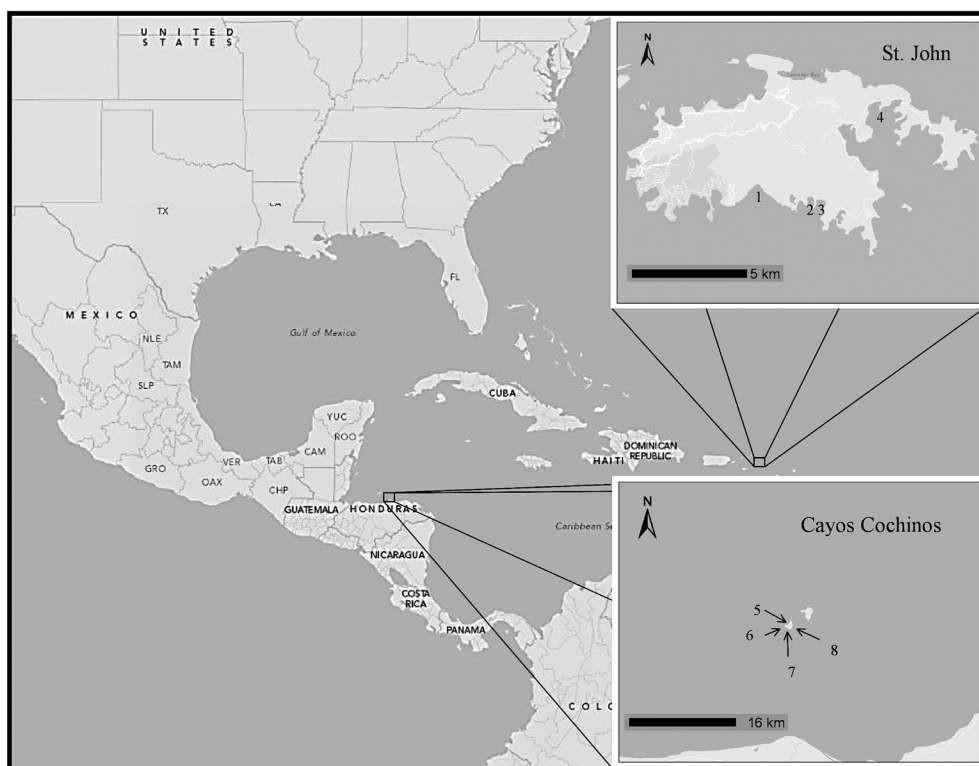 UNITED
STATES
TX
LA
FL
MEXICO
NLE
TAM
SLP
Gulf of Mexico
CUBA
YUC
ROO
CAM
VER
TAB
GRO
OAX
CHP
HAITI
DOMINICAN
REPUBLIC
GUATEMALA
HONDURAS
Caribbean Se
NICARAGUA
COSTA
RICA
PANAMA
COLO
N
St. John
4
1
2 3
5 km
N
Cayos Cochinos
5
6
8
7
16 km